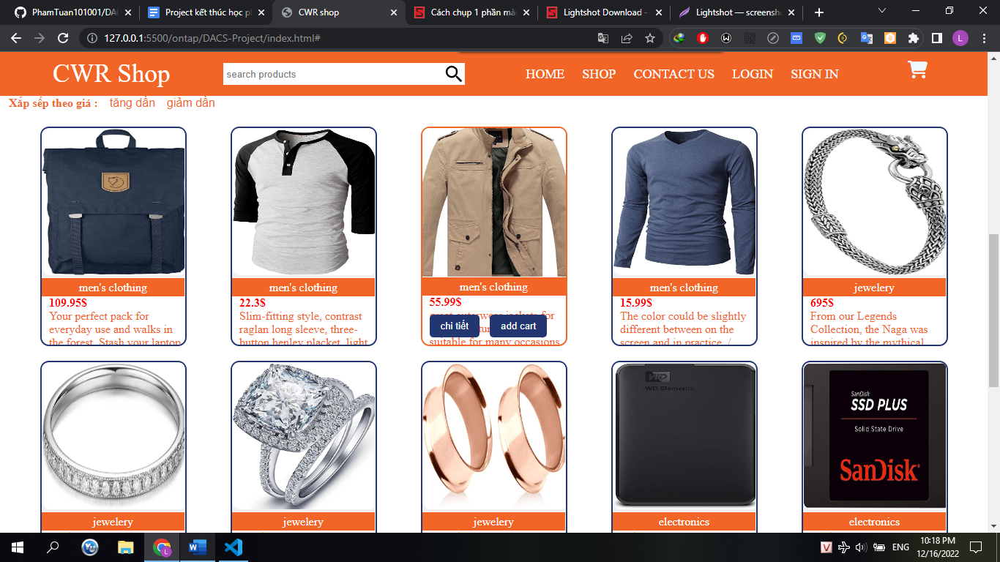 PhamTuan101001/DAC
Project kết thúc học p
CWR shop
Cách chụp 1 phần mà
Lightshot Download -
Lightshot — screensh
127.0.0.1:5500/ontap/DACS-Project/index.html#
L
CWR Shop
search products
HOME
SHOP
CONTACT US
LOGIN
SIGN IN
Xắp sếp theo giá :
tăng dần
giảm dần
men's clothing
men's clothing
men's clothing
men's clothing
jewelery
109.95$
22.3$
55.99$
15.99$
695$
Your perfect pack for
everyday use and walks in
the forest. Stash your laptop
Slim-fitting style, contrast
raglan long sleeve, three-
button henley placket, light
great outerwear jackets for
chi tiết
add cart
suitable for many occasions
The color could be slightly
different between on the
screen and in practice. /
From our Legends
Collection, the Naga was
inspired by the mythical
WD
WD Elements
SanDisk
SSD PLUS
Solid State Drive
SanDisk
jewelery
jewelery
jewelery
electronics
electronics
ENG
10:18 PM
12/16/2022